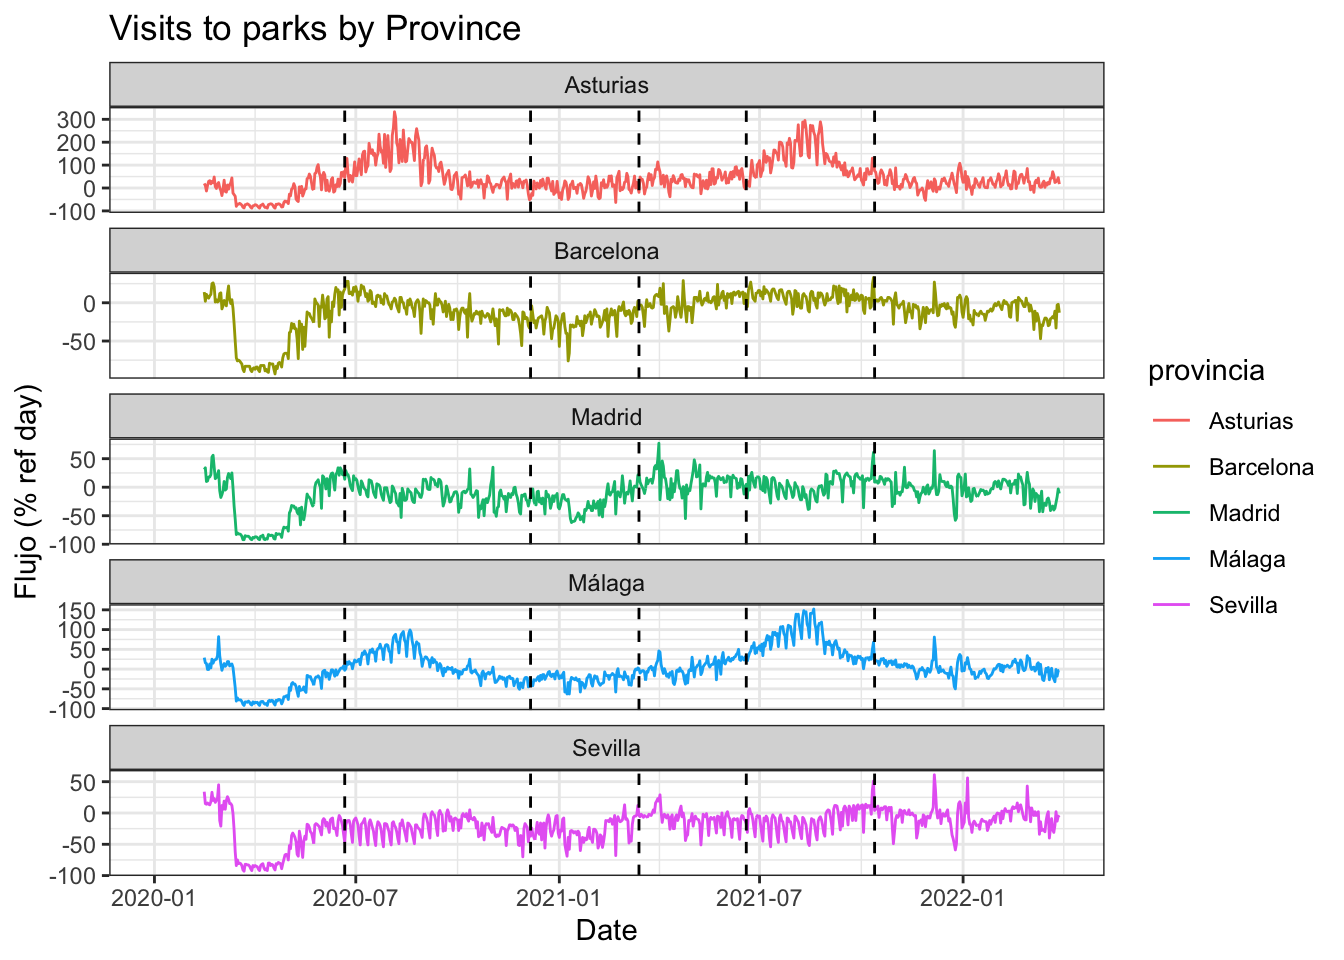 Visits to parks by Province
Asturias
300
200
100
0
-100
Barcelona
0
-50
Madrid
50
0
-50
-100
Málaga
150
100
50
0
-50
-100
Sevilla
50
0
-50
-100
2020-01 2020-07 2021-01 2021-07 2022-01
Date
Flujo (% ref day)
provincia
Asturias
Barcelona
Madrid
Málaga
Sevilla